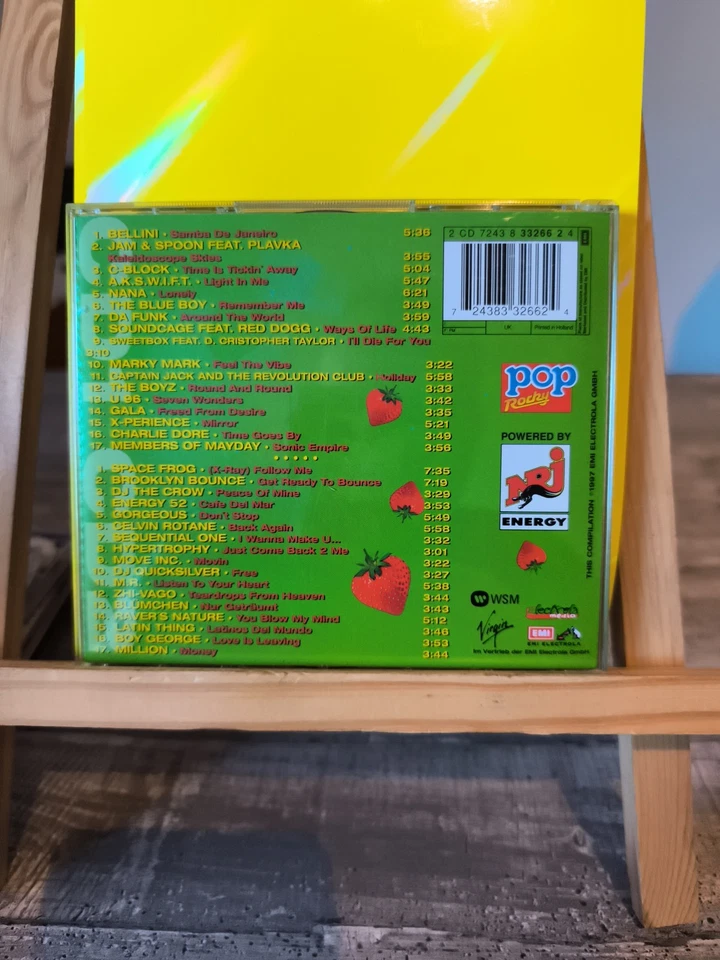 1. BELLINI • Samba De Janeiro 5:36
2. JAM & SPOON FEAT. PLAVKA
Kaleidoscope Skies 3:55
3. C-BLOCK • Time Is Tickin' Away 5:04
4. A.K.S.W.I.F.T. • Light In Me 5:47
5. NANA • Lonely 6:21
6. THE BLUE BOY • Remember Me 3:49
7. DA FUNK • Around The World 3:59
8. SOUNDCAGE FEAT. RED DOGG • Ways Of Life 4:43
9. SWEETBOX FEAT. D. CRISTOPHER TAYLOR • I'll Die For You
3:10
10. MARKY MARK • Feel The Vibe 3:22
11. CAPTAIN JACK AND THE REVOLUTION CLUB • Holiday 5:58
12. THE BOYZ • Round And Round 3:33
13. U 96 • Seven Wonders 3:42
14. GALA • Freed From Desire 3:35
15. X-PERIENCE • Mirror 5:21
16. CHARLIE DORE • Time Goes By 3:49
17. MEMBERS OF MAYDAY • Sonic Empire 3:56
• • • • •
1. SPACE FROG • (X-Ray) Follow Me 7:35
2. BROOKLYN BOUNCE • Get Ready To Bounce 7:19
3. DJ THE CROW • Peace Of Mine 3:29
4. ENERGY 52 • Cafe Del Mar 3:53
5. GORGEOUS • Don't Stop 5:49
6. CELVIN ROTANE • Back Again 5:58
7. SEQUENTIAL ONE • I Wanna Make U... 3:32
8. HYPERTROPHY • Just Come Back 2 Me 3:01
9. MOVE INC. • Movin 3:22
10. DJ QUICKSILVER • Free 3:27
11. M.R. • Listen To Your Heart 5:38
12. ZHI-VAGO • Teardrops From Heaven 3:44
13. BLÜMCHEN • Nur Geträumt 3:43
14. RAVER'S NATURE • You Blow My Mind 5:12
15. LATIN THING • Latinos Del Mundo 3:46
16. BOY GEORGE • Love Is Leaving 3:53
17. MILLION • Money 3:44
2 CD 7243 8 33266 2 4
7 24383 32662 4
UK
Printed in Holland
pop
Rocky
POWERED BY
NRJ
ENERGY
THIS COMPILATION ℗1997 EMI ELECTROLA GMBH
WSM
Virgin
EMI
EMI ELECTROLA
Im Vertrieb der EMI Electrola GmbH